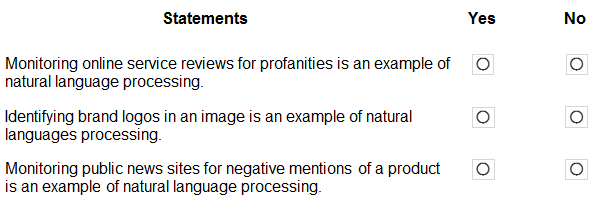 Statements Yes No
Monitoring online service reviews for profanities is an example of
natural language processing.
Identifying brand logos in an image is an example of natural
languages processing.
Monitoring public news sites for negative mentions of a product
is an example of natural language processing.